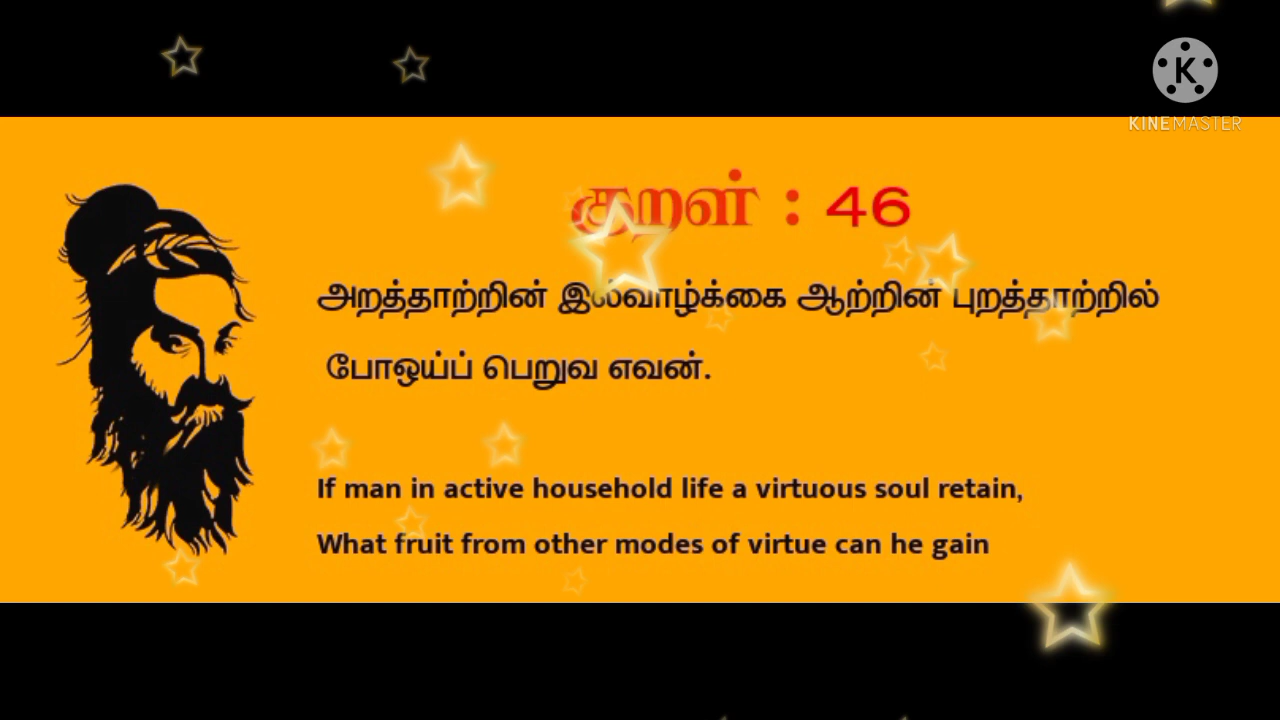 K
KINEMASTER
குறள் : 46
அறத்தாற்றின் இல்வாழ்க்கை ஆற்றின் புறத்தாற்றில்
போஒய்ப் பெறுவ எவன்.
If man in active household life a virtuous soul retain,
What fruit from other modes of virtue can he gain